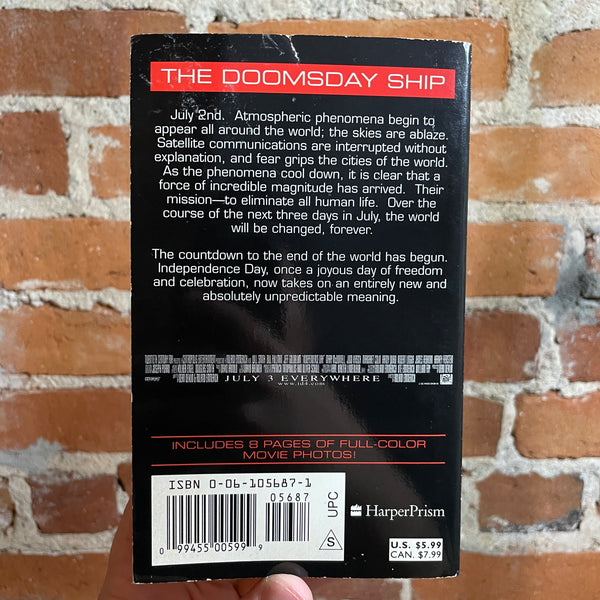 THE DOOMSDAY SHIP
July 2nd. Atmospheric phenomena begin to
appear all around the world; the skies are ablaze.
Satellite communications are interrupted without
explanation, and fear grips the cities of the world.
As the phenomena cool down, it is clear that a
force of incredible magnitude has arrived. Their
mission—to eliminate all human life. Over the
course of the next three days in July, the world
will be changed, forever.
The countdown to the end of the world has begun.
Independence Day, once a joyous day of freedom
and celebration, now takes on an entirely new and
absolutely unpredictable meaning.
JULY 3 EVERYWHERE
www.id4.com
INCLUDES 8 PAGES OF FULL-COLOR
MOVIE PHOTOS!
ISBN 0-06-105687-1
05687
0 99455 00599 9
S
UPC
HarperPrism
U.S. $5.99
CAN. $7.99